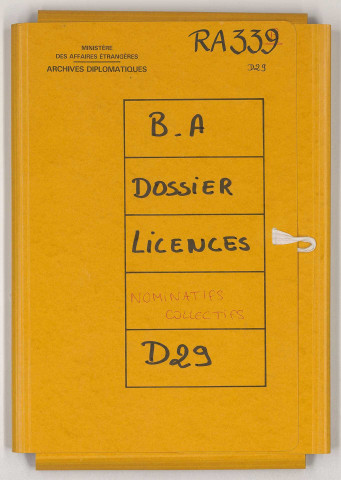 MINISTÈRE
DES AFFAIRES ÉTRANGÈRES
ARCHIVES DIPLOMATIQUES
RA339
D29
B_A
DOSSIER
LICENCES
NOMINATIFS
COLLECTIFS
D29